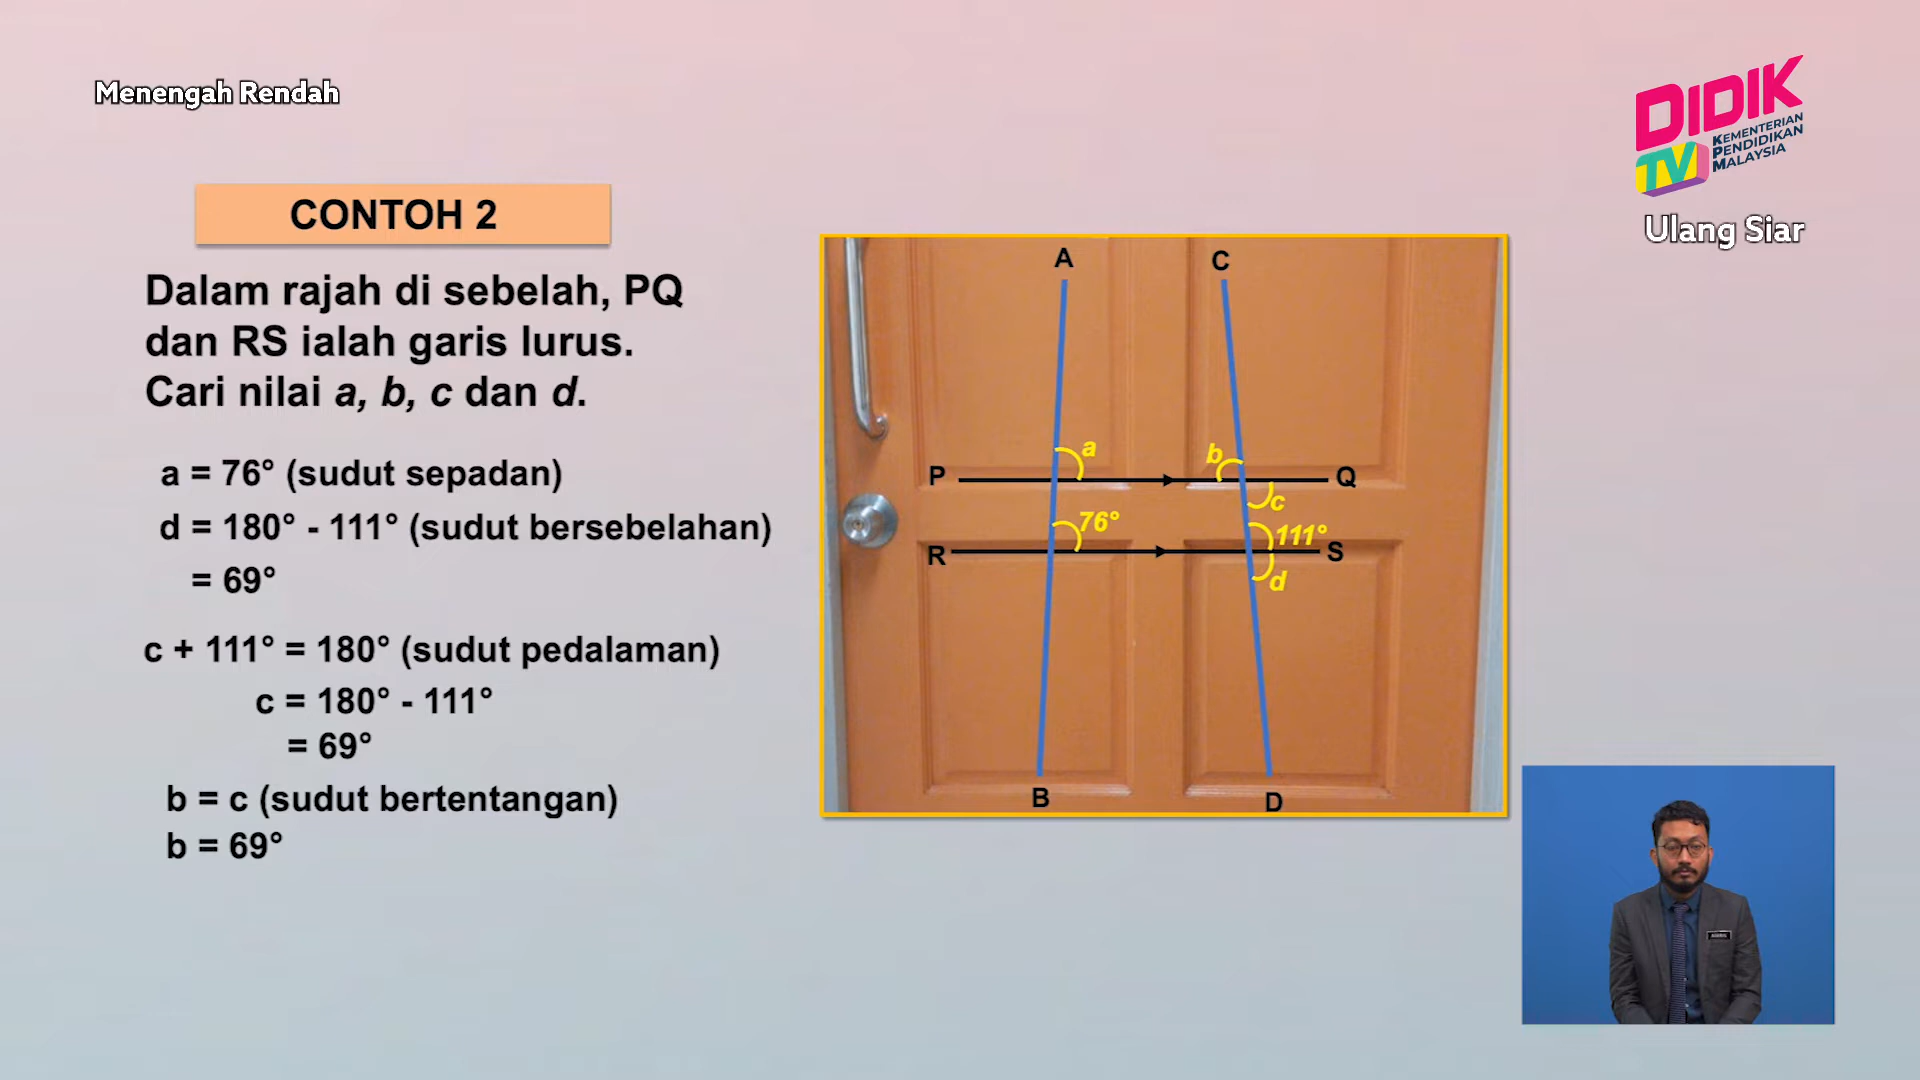 Menengah Rendah
DIDIK
TV
KEMENTERIAN
PENDIDIKAN
MALAYSIA
Ulang Siar
CONTOH 2
Dalam rajah di sebelah, PQ
dan RS ialah garis lurus.
Cari nilai a, b, c dan d.
a = 76° (sudut sepadan)
d = 180° - 111° (sudut bersebelahan)
= 69°
c + 111° = 180° (sudut pedalaman)
c = 180° - 111°
= 69°
b = c (sudut bertentangan)
b = 69°
A
C
a
b
P
Q
c
76°
111°
R
S
d
B
D